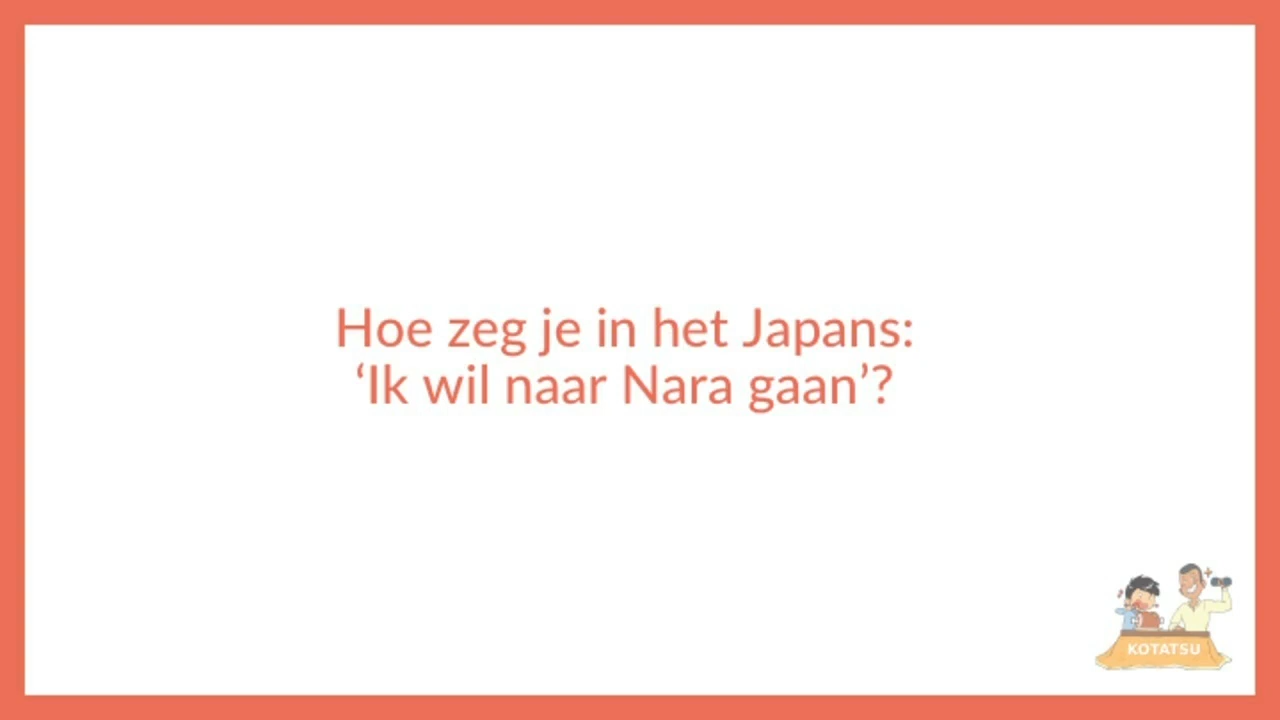 Hoe zeg je in het Japans:
‘Ik wil naar Nara gaan’?
KOTATSU